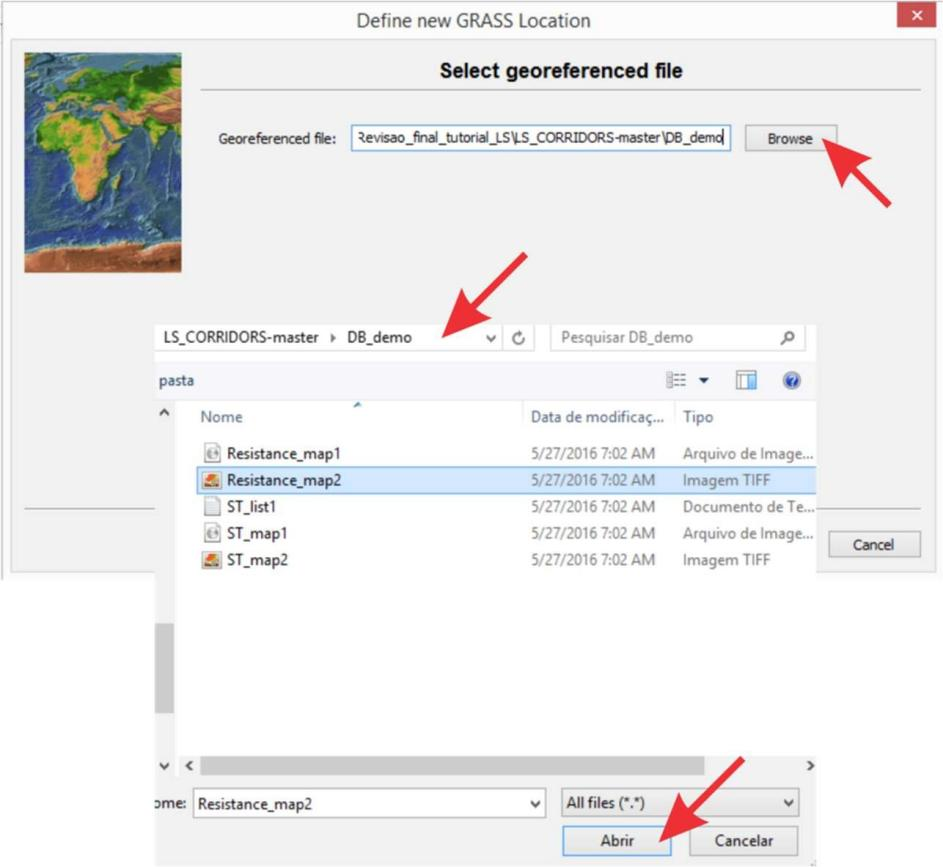 Define new GRASS Location
Select georeferenced file
Georeferenced file: Revisao_final_tutorial_LS\LS_CORRIDORS-master\DB_demo Browse
LS_CORRIDORS-master DB_demo Pesquisar DB_demo
pasta
Nome Data de modificaç... Tipo
Resistance_map1 5/27/2016 7:02 AM Arquivo de Image...
Resistance_map2 5/27/2016 7:02 AM Imagem TIFF
ST_list1 5/27/2016 7:02 AM Documento de Te...
ST_map1 5/27/2016 7:02 AM Arquivo de Image...
Cancel
ST_map2 5/27/2016 7:02 AM Imagem TIFF
ome: Resistance_map2 All files (*.*)
Abrir Cancelar